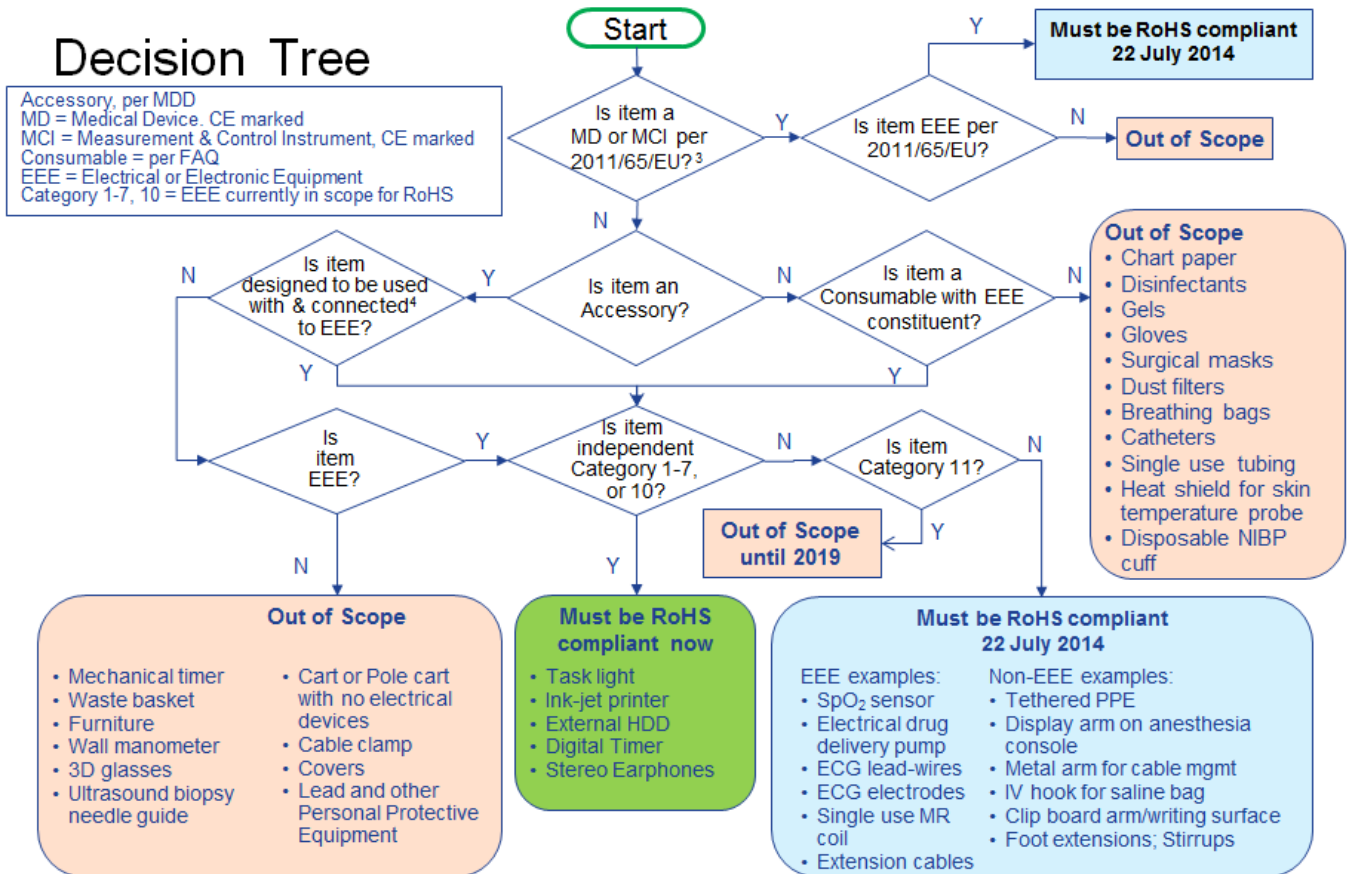 Decision Tree
Accessory, per MDD
MD = Medical Device. CE marked
MCI = Measurement & Control Instrument, CE marked
Consumable = per FAQ
EEE = Electrical or Electronic Equipment
Category 1-7, 10 = EEE currently in scope for RoHS
Start
Is item a
MD or MCI per
2011/65/EU?³
Y
Is item EEE per
2011/65/EU?
Y
Must be RoHS compliant
22 July 2014
N
Out of Scope
N
Is item an
Accessory?
Y
Is item
designed to be used
with & connected⁴
to EEE?
N
Y
N
Is item a
Consumable with EEE
constituent?
Y
N
Out of Scope
• Chart paper
• Disinfectants
• Gels
• Gloves
• Surgical masks
• Dust filters
• Breathing bags
• Catheters
• Single use tubing
• Heat shield for skin
temperature probe
• Disposable NIBP
cuff
Is
item
EEE?
Y
N
Is item
independent
Category 1-7,
or 10?
N
Y
Is item
Category 11?
N
Y
Out of Scope
until 2019
Out of Scope
• Mechanical timer
• Waste basket
• Furniture
• Wall manometer
• 3D glasses
• Ultrasound biopsy
needle guide
• Cart or Pole cart
with no electrical
devices
• Cable clamp
• Covers
• Lead and other
Personal Protective
Equipment
Must be RoHS
compliant now
• Task light
• Ink-jet printer
• External HDD
• Digital Timer
• Stereo Earphones
Must be RoHS compliant
22 July 2014
EEE examples:
• SpO₂ sensor
• Electrical drug
delivery pump
• ECG lead-wires
• ECG electrodes
• Single use MR
coil
• Extension cables
Non-EEE examples:
• Tethered PPE
• Display arm on anesthesia
console
• Metal arm for cable mgmt
• IV hook for saline bag
• Clip board arm/writing surface
• Foot extensions; Stirrups